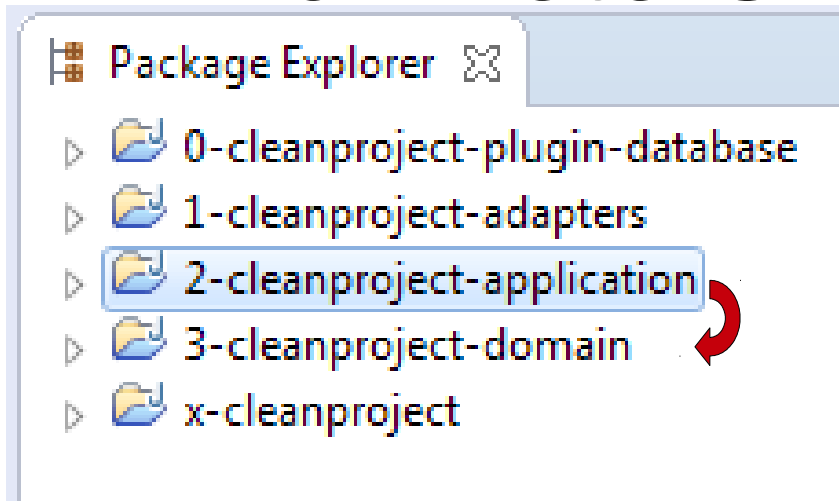 Package Explorer
0-cleanproject-plugin-database
1-cleanproject-adapters
2-cleanproject-application
3-cleanproject-domain
x-cleanproject